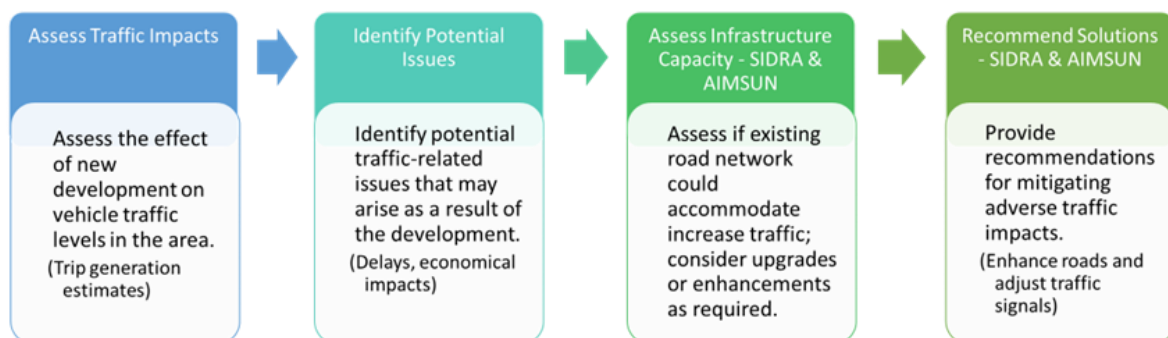 Assess Traffic Impacts
Assess the effect
of new
development on
vehicle traffic
levels in the area.
(Trip generation
estimates)
Identify Potential
Issues
Identify potential
traffic-related
issues that may
arise as a result of
the development.
(Delays, economical
impacts)
Assess Infrastructure
Capacity - SIDRA &
AIMSUN
Assess if existing
road network
could
accommodate
increase traffic;
consider upgrades
or enhancements
as required.
Recommend Solutions
- SIDRA & AIMSUN
Provide
recommendations
for mitigating
adverse traffic
impacts.
(Enhance roads and
adjust traffic
signals)